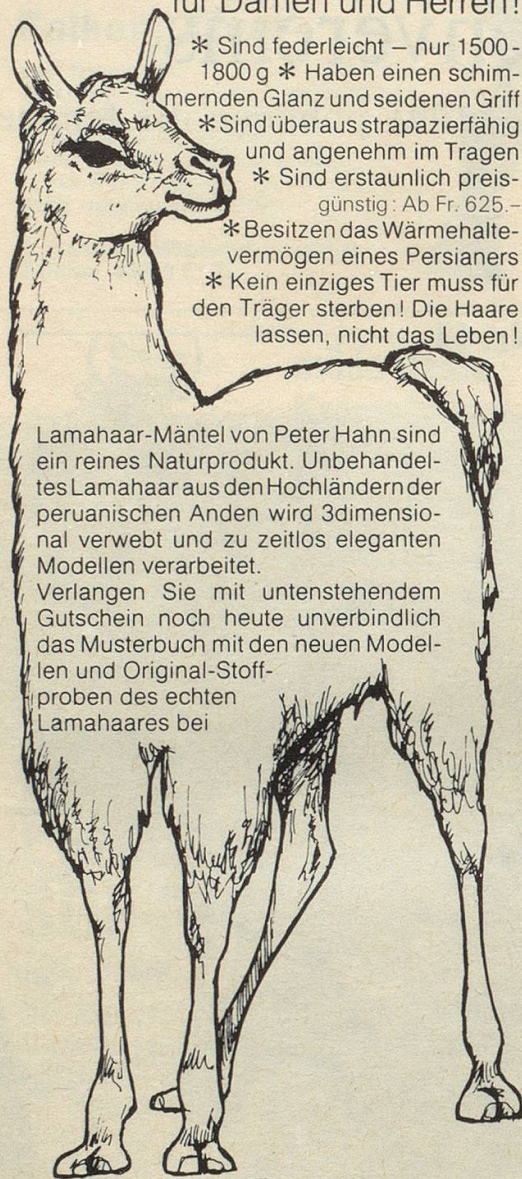 für Damen und Herren!
* Sind federleicht – nur 1500-
1800 g * Haben einen schim-
mernden Glanz und seidenen Griff
* Sind überaus strapazierfähig
und angenehm im Tragen
* Sind erstaunlich preis-
günstig: Ab Fr. 625.–
* Besitzen das Wärmehalte-
vermögen eines Persianers
* Kein einziges Tier muss für
den Träger sterben! Die Haare
lassen, nicht das Leben!
Lamahaar-Mäntel von Peter Hahn sind
ein reines Naturprodukt. Unbehandel-
tes Lamahaar aus den Hochländern der
peruanischen Anden wird 3dimensio-
nal verwebt und zu zeitlos eleganten
Modellen verarbeitet.
Verlangen Sie mit untenstehendem
Gutschein noch heute unverbindlich
das Musterbuch mit den neuen Model-
len und Original-Stoff-
proben des echten
Lamahaares bei